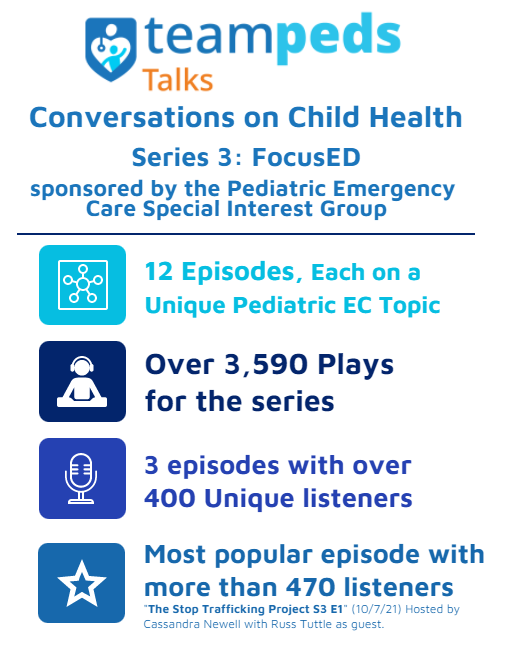 teampeds
Talks
Conversations on Child Health
Series 3: FocusED
sponsored by the Pediatric Emergency
Care Special Interest Group
12 Episodes, Each on a
Unique Pediatric EC Topic
Over 3,590 Plays
for the series
3 episodes with over
400 Unique listeners
Most popular episode with
more than 470 listeners
"The Stop Trafficking Project S3 E1" (10/7/21) Hosted by
Cassandra Newell with Russ Tuttle as guest.